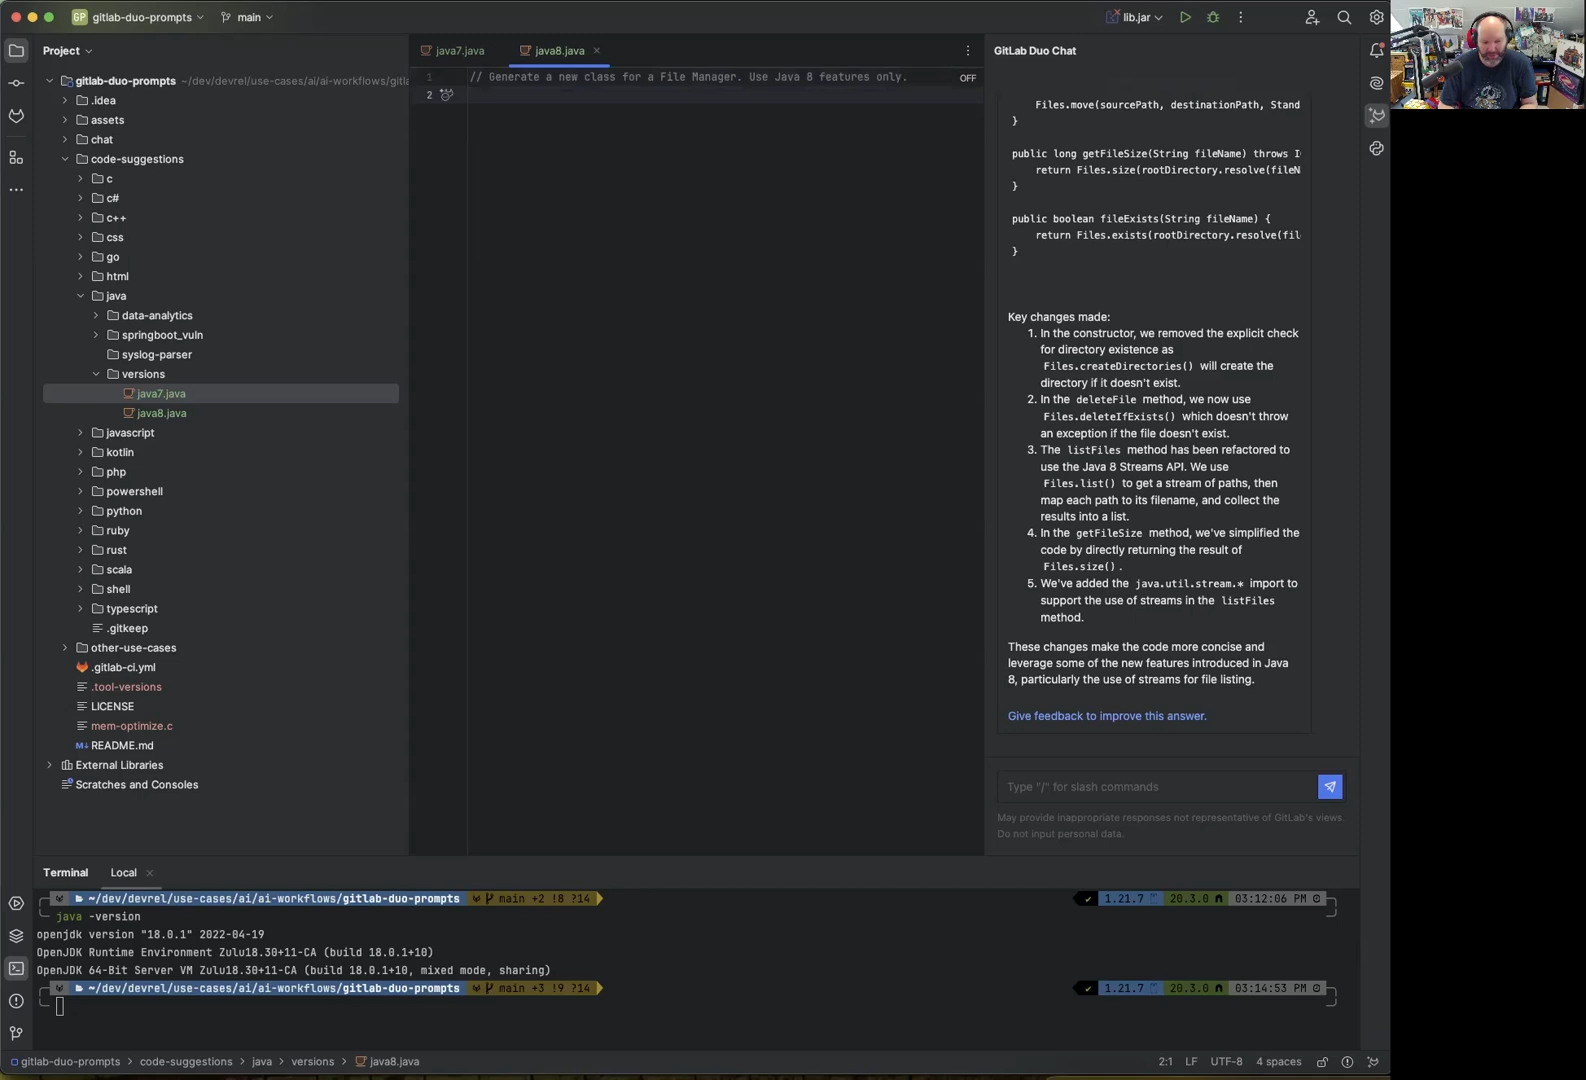 GP gitlab-duo-prompts main
lib.jar
Project
gitlab-duo-prompts ~/dev/devrel/use-cases/ai/ai-workflows/gitla
.idea
assets
chat
code-suggestions
c
c#
c++
css
go
html
java
data-analytics
springboot_vuln
syslog-parser
versions
java7.java
java8.java
javascript
kotlin
php
powershell
python
ruby
rust
scala
shell
typescript
.gitkeep
other-use-cases
.gitlab-ci.yml
.tool-versions
LICENSE
mem-optimize.c
M↓ README.md
External Libraries
Scratches and Consoles
java7.java java8.java
1 // Generate a new class for a File Manager. Use Java 8 features only. OFF
2
GitLab Duo Chat
Files.move(sourcePath, destinationPath, Stand
}
public long getFileSize(String fileName) throws I
return Files.size(rootDirectory.resolve(fileN
}
public boolean fileExists(String fileName) {
return Files.exists(rootDirectory.resolve(fil
}
Key changes made:
1. In the constructor, we removed the explicit check
for directory existence as
Files.createDirectories() will create the
directory if it doesn't exist.
2. In the deleteFile method, we now use
Files.deleteIfExists() which doesn't throw
an exception if the file doesn't exist.
3. The listFiles method has been refactored to
use the Java 8 Streams API. We use
Files.list() to get a stream of paths, then
map each path to its filename, and collect the
results into a list.
4. In the getFileSize method, we've simplified the
code by directly returning the result of
Files.size() .
5. We've added the java.util.stream.* import to
support the use of streams in the listFiles
method.
These changes make the code more concise and
leverage some of the new features introduced in Java
8, particularly the use of streams for file listing.
Give feedback to improve this answer.
Type "/" for slash commands
May provide inappropriate responses not representative of GitLab's views.
Do not input personal data.
Terminal Local
~/dev/devrel/use-cases/ai/ai-workflows/gitlab-duo-prompts main +2 !8 ?14 ✔ 1.21.7 20.3.0 03:12:06 PM
java -version
openjdk version "18.0.1" 2022-04-19
OpenJDK Runtime Environment Zulu18.30+11-CA (build 18.0.1+10)
OpenJDK 64-Bit Server VM Zulu18.30+11-CA (build 18.0.1+10, mixed mode, sharing)
~/dev/devrel/use-cases/ai/ai-workflows/gitlab-duo-prompts main +3 !9 ?14 ✔ 1.21.7 20.3.0 03:14:53 PM
gitlab-duo-prompts > code-suggestions > java > versions > java8.java 2:1 LF UTF-8 4 spaces